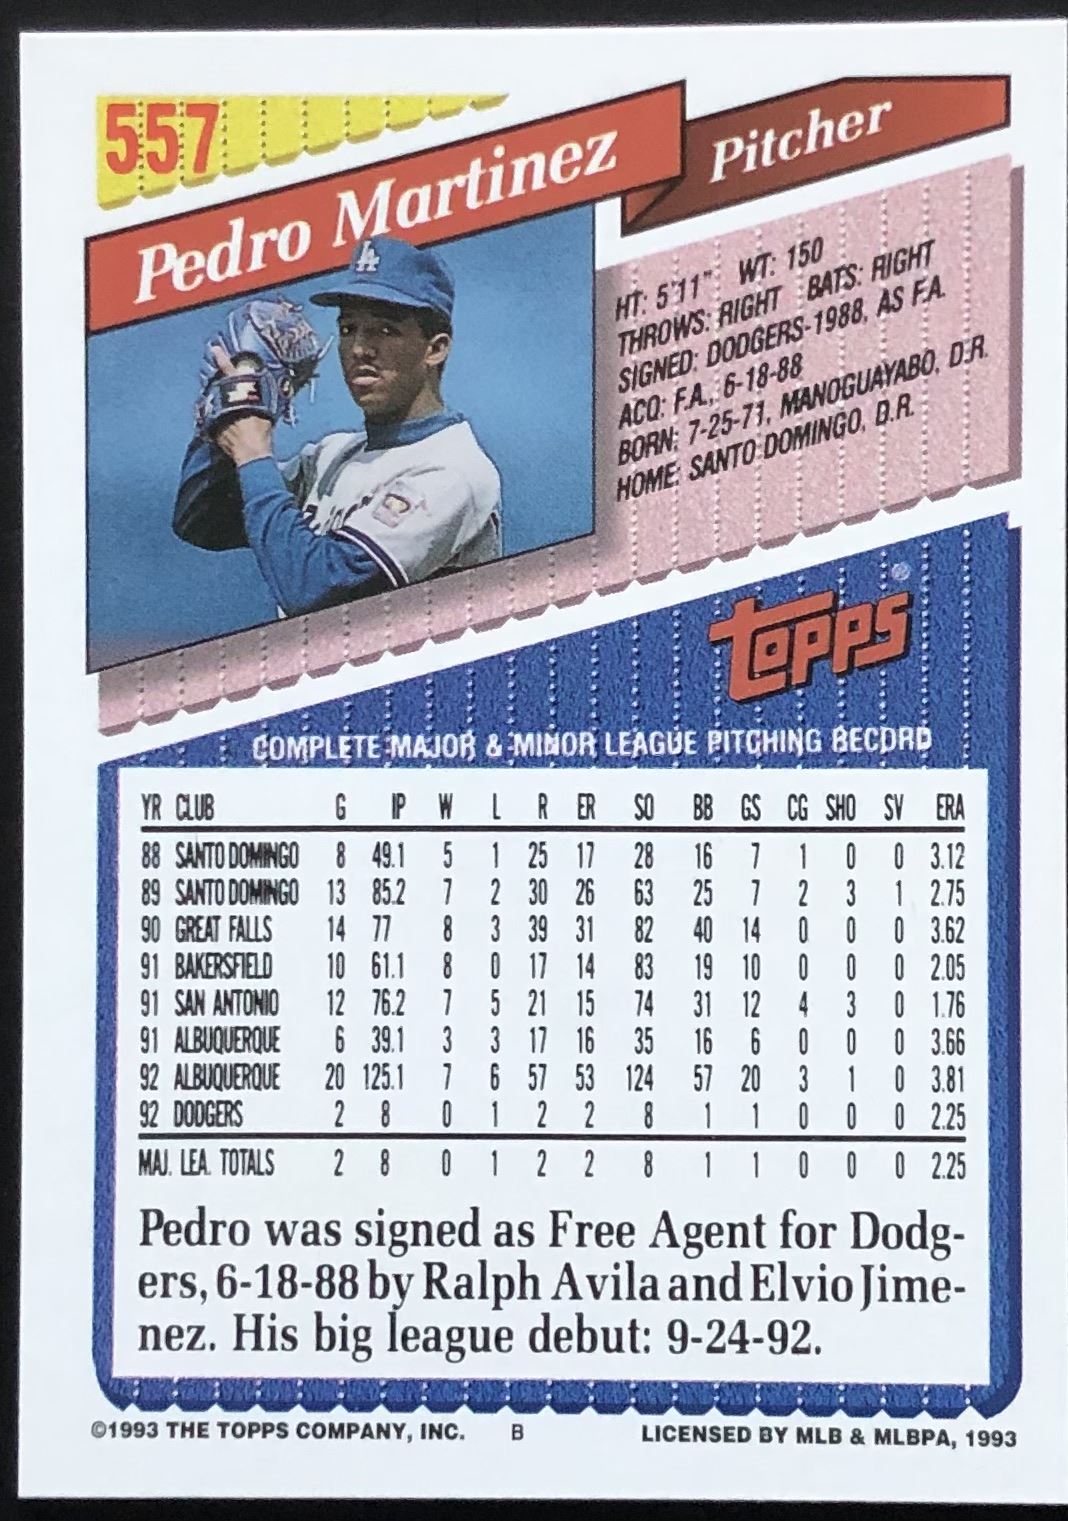 557
Pedro Martinez
Pitcher
LA
HT: 5'11" WT: 150
THROWS: RIGHT BATS: RIGHT
SIGNED: DODGERS-1988, AS F.A.
ACQ: F.A., 6-18-88
BORN: 7-25-71, MANOGUAYABO, D.R.
HOME: SANTO DOMINGO, D.R.
Topps®
COMPLETE MAJOR & MINOR LEAGUE PITCHING RECORD
YR CLUB G IP W L R ER SO BB GS CG SHO SV ERA
88 SANTO DOMINGO 8 49.1 5 1 25 17 28 16 7 1 0 0 3.12
89 SANTO DOMINGO 13 85.2 7 2 30 26 63 25 7 2 3 1 2.75
90 GREAT FALLS 14 77 8 3 39 31 82 40 14 0 0 0 3.62
91 BAKERSFIELD 10 61.1 8 0 17 14 83 19 10 0 0 0 2.05
91 SAN ANTONIO 12 76.2 7 5 21 15 74 31 12 4 3 0 1.76
91 ALBUQUERQUE 6 39.1 3 3 17 16 35 16 6 0 0 0 3.66
92 ALBUQUERQUE 20 125.1 7 6 57 53 124 57 20 3 1 0 3.81
92 DODGERS 2 8 0 1 2 2 8 1 1 0 0 0 2.25
MAJ. LEA. TOTALS 2 8 0 1 2 2 8 1 1 0 0 0 2.25
Pedro was signed as Free Agent for Dodg-
ers, 6-18-88 by Ralph Avila and Elvio Jime-
nez. His big league debut: 9-24-92.
©1993 THE TOPPS COMPANY, INC. B LICENSED BY MLB & MLBPA, 1993